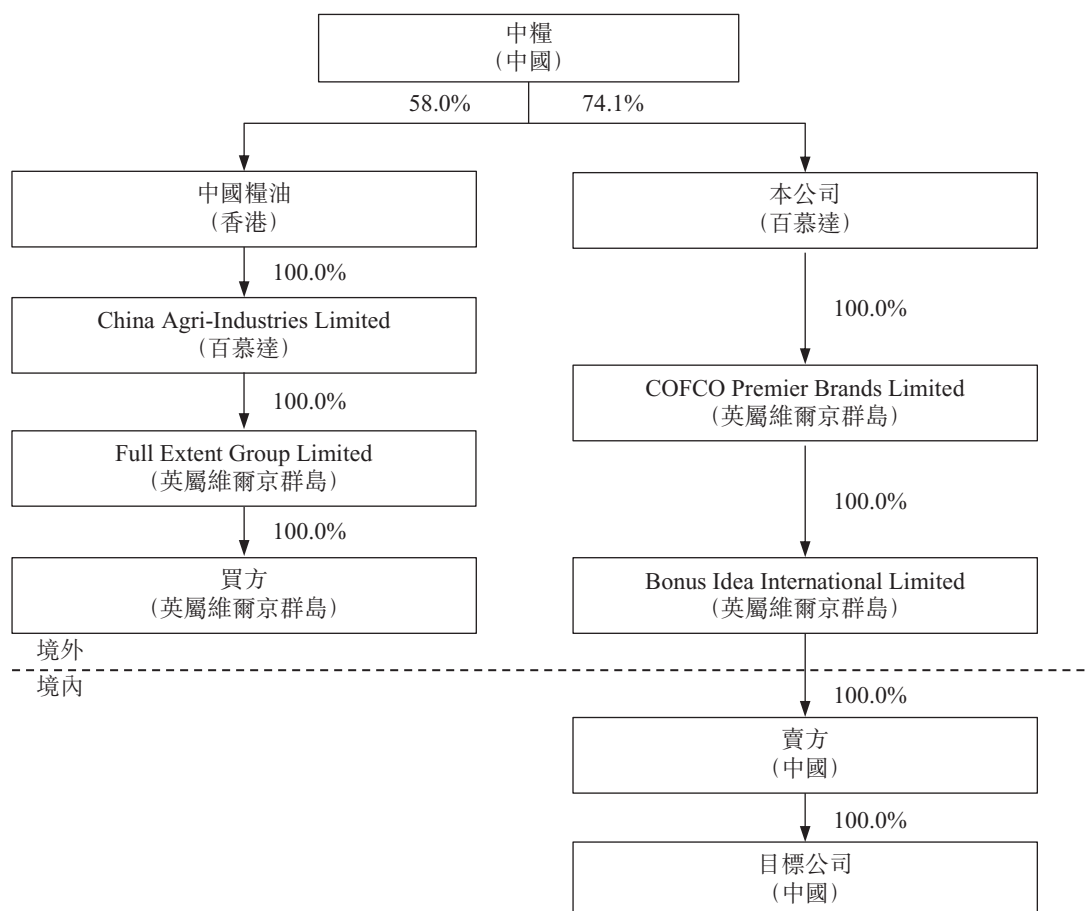 中糧
（中國）
58.0%
74.1%
中國糧油
（香港）
本公司
（百慕達）
100.0%
China Agri-Industries Limited
（百慕達）
100.0%
100.0%
COFCO Premier Brands Limited
（英屬維爾京群島）
Full Extent Group Limited
（英屬維爾京群島）
100.0%
100.0%
買方
（英屬維爾京群島）
Bonus Idea International Limited
（英屬維爾京群島）
境外
境內
100.0%
賣方
（中國）
100.0%
目標公司
（中國）